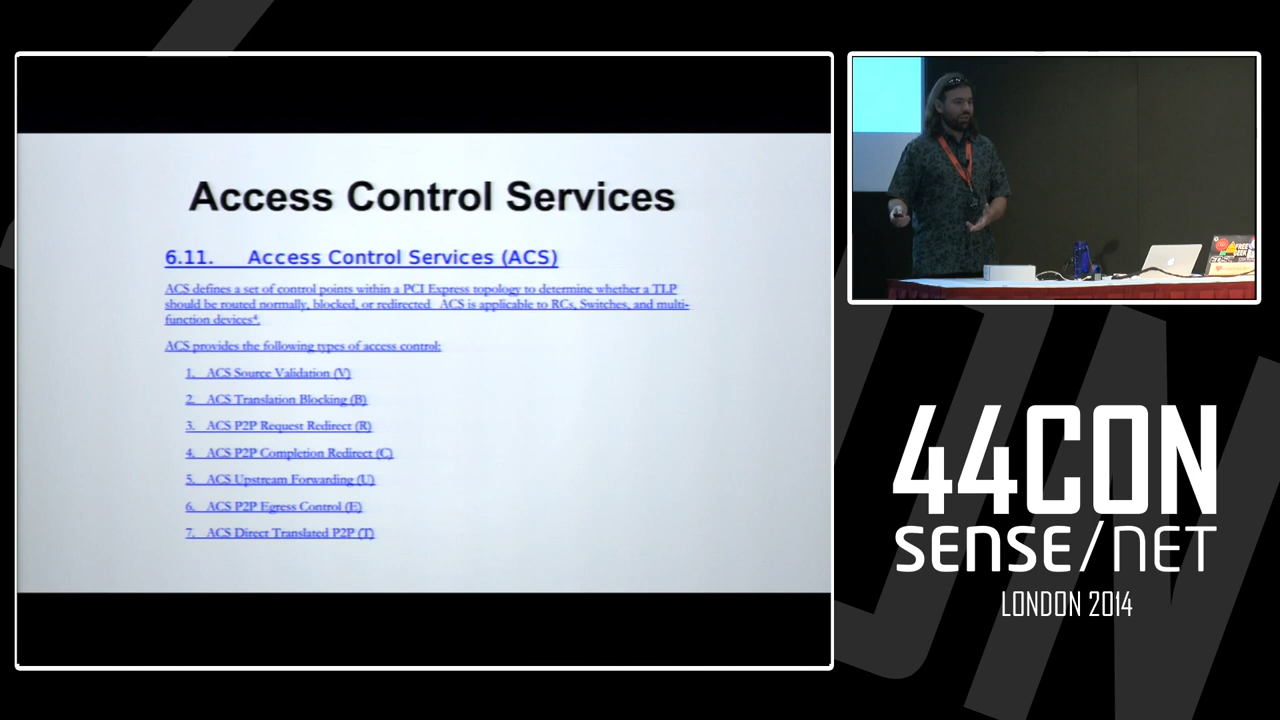 Access Control Services
6.11. Access Control Services (ACS)
ACS defines a set of control points within a PCI Express topology to determine whether a TLP
should be routed normally, blocked, or redirected. ACS is applicable to RCs, Switches, and multi-
function devices⁴.
ACS provides the following types of access control:
1. ACS Source Validation (V)
2. ACS Translation Blocking (B)
3. ACS P2P Request Redirect (R)
4. ACS P2P Completion Redirect (C)
5. ACS Upstream Forwarding (U)
6. ACS P2P Egress Control (E)
7. ACS Direct Translated P2P (T)
44CON
SENSE/NET
LONDON 2014